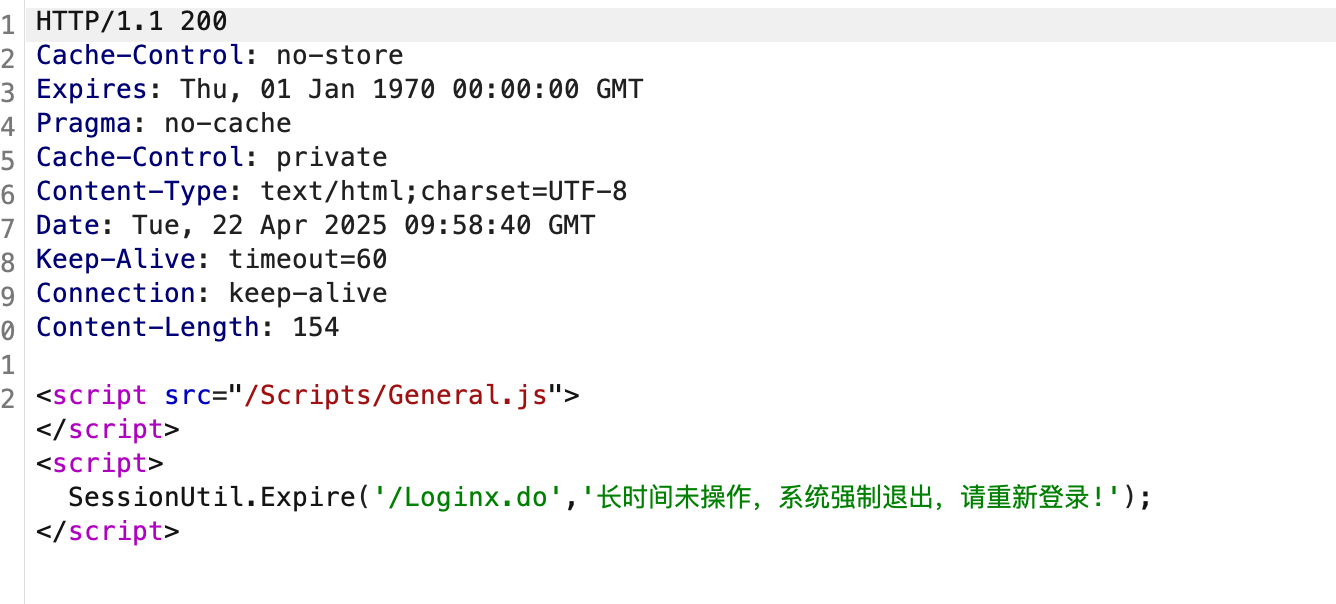 1 HTTP/1.1 200
2 Cache-Control: no-store
3 Expires: Thu, 01 Jan 1970 00:00:00 GMT
4 Pragma: no-cache
5 Cache-Control: private
6 Content-Type: text/html;charset=UTF-8
7 Date: Tue, 22 Apr 2025 09:58:40 GMT
8 Keep-Alive: timeout=60
9 Connection: keep-alive
0 Content-Length: 154
1
2 <script src="/Scripts/General.js">
</script>
<script>
SessionUtil.Expire('/Loginx.do','长时间未操作，系统强制退出，请重新登录!');
</script>